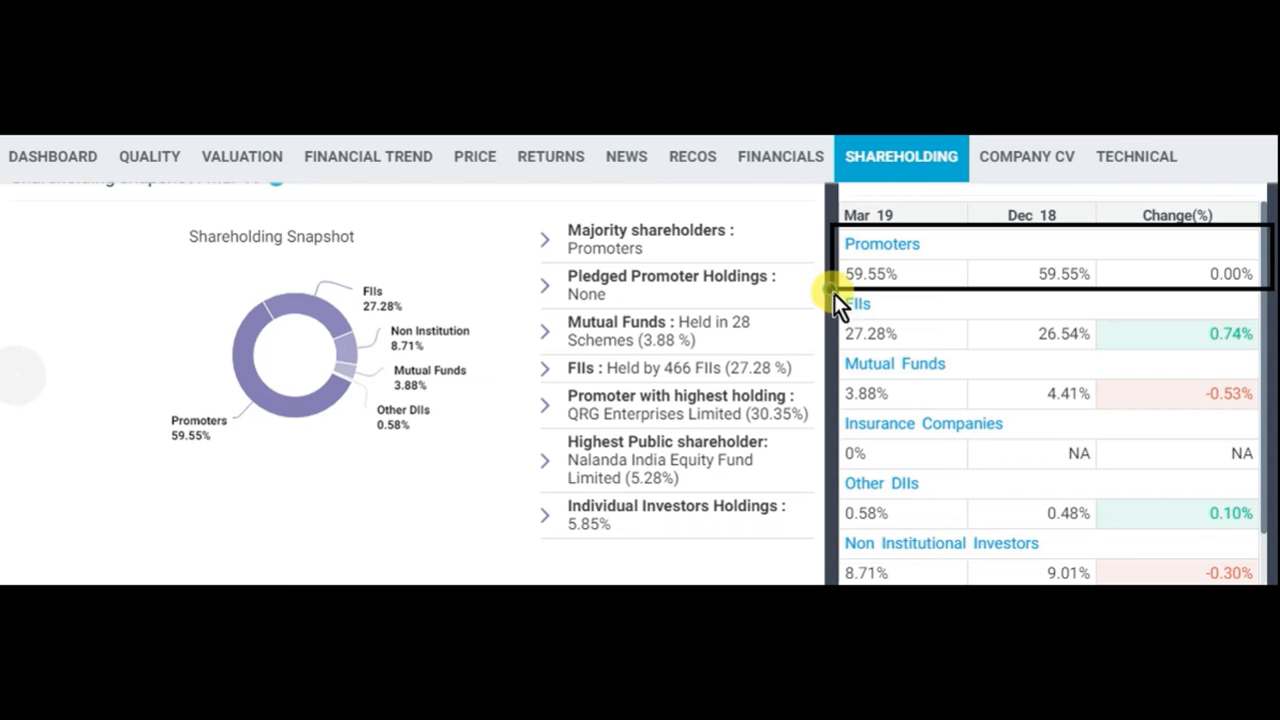 DASHBOARD QUALITY VALUATION FINANCIAL TREND PRICE RETURNS NEWS RECOS FINANCIALS SHAREHOLDING COMPANY CV TECHNICAL
Shareholding Snapshot
FIIs
27.28%
Non Institution
8.71%
Mutual Funds
3.88%
Other DIIs
0.58%
Promoters
59.55%
Majority shareholders :
Promoters
Pledged Promoter Holdings :
None
Mutual Funds : Held in 28
Schemes (3.88 %)
FIIs : Held by 466 FIIs (27.28 %)
Promoter with highest holding :
QRG Enterprises Limited (30.35%)
Highest Public shareholder:
Nalanda India Equity Fund
Limited (5.28%)
Individual Investors Holdings :
5.85%
Mar 19 Dec 18 Change(%)
Promoters
59.55% 59.55% 0.00%
FIIs
27.28% 26.54% 0.74%
Mutual Funds
3.88% 4.41% -0.53%
Insurance Companies
0% NA NA
Other DIIs
0.58% 0.48% 0.10%
Non Institutional Investors
8.71% 9.01% -0.30%